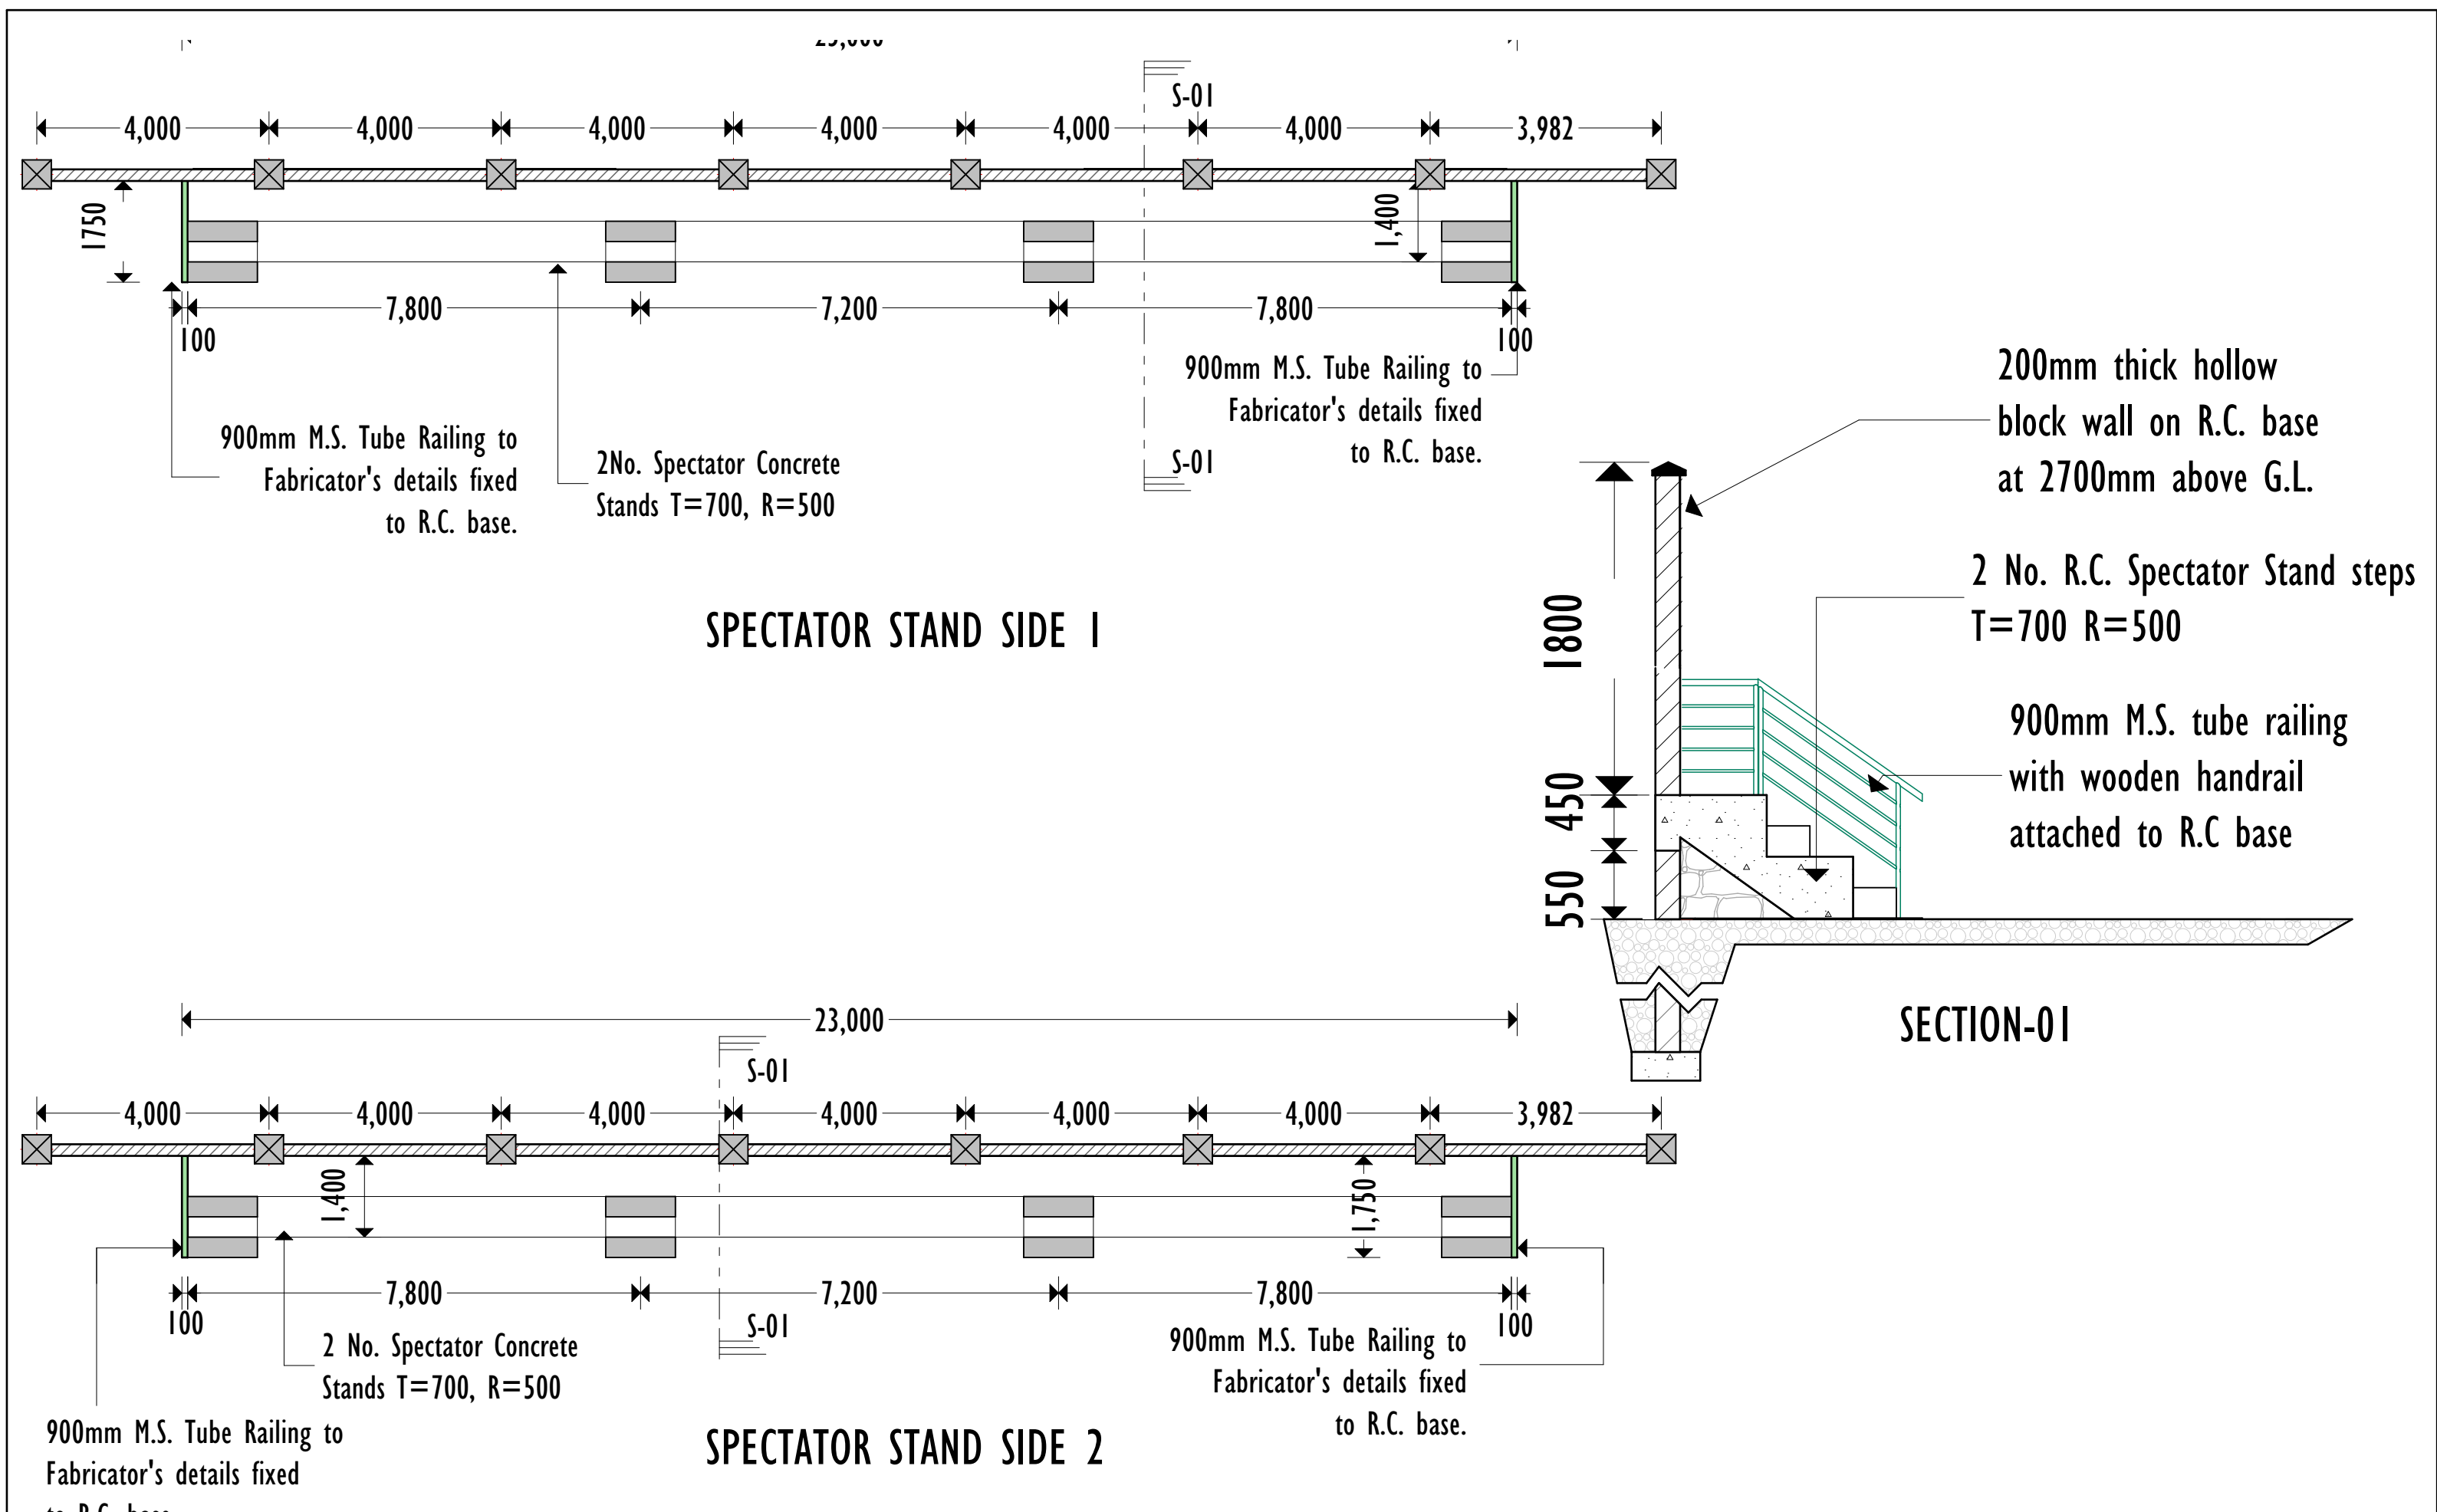 S-01
4,000 4,000 4,000 4,000 4,000 4,000 3,982
1750
1,400
7,800 7,200 7,800
100 100
900mm M.S. Tube Railing to
Fabricator's details fixed
to R.C. base.
2No. Spectator Concrete
Stands T=700, R=500
900mm M.S. Tube Railing to
Fabricator's details fixed
to R.C. base.
S-01
SPECTATOR STAND SIDE 1
200mm thick hollow
block wall on R.C. base
at 2700mm above G.L.
2 No. R.C. Spectator Stand steps
T=700 R=500
900mm M.S. tube railing
with wooden handrail
attached to R.C base
1800
450
550
SECTION-01
23,000
S-01
4,000 4,000 4,000 4,000 4,000 4,000 3,982
1,400
1,750
7,800 7,200 7,800
100 100
S-01
2 No. Spectator Concrete
Stands T=700, R=500
900mm M.S. Tube Railing to
Fabricator's details fixed
to R.C. base.
900mm M.S. Tube Railing to
Fabricator's details fixed
SPECTATOR STAND SIDE 2